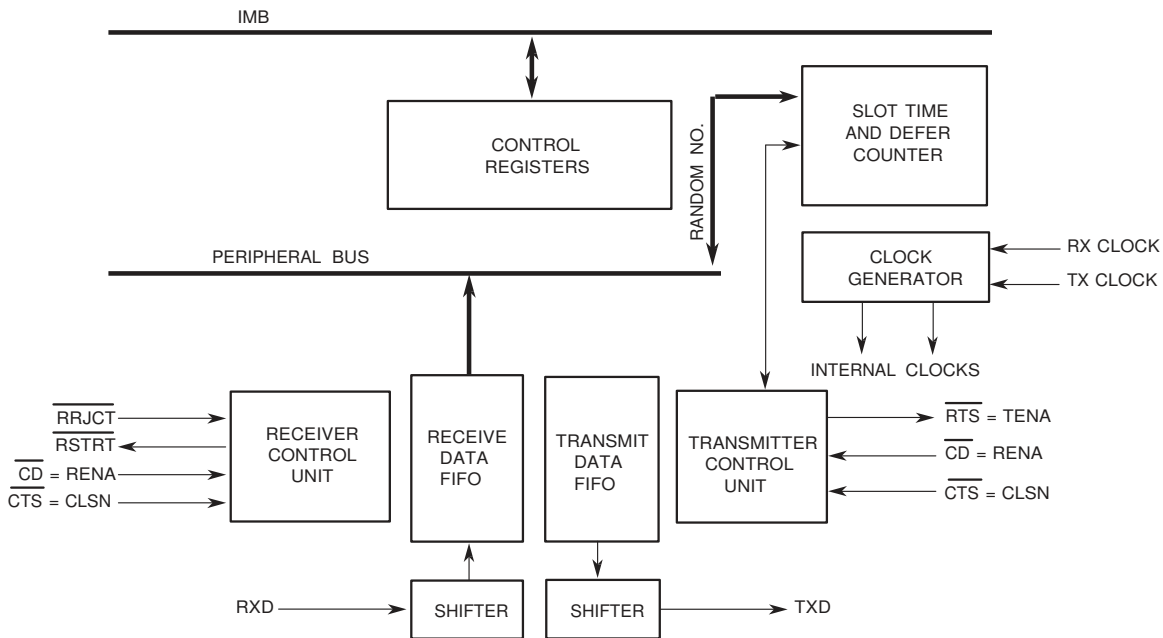 IMB
CONTROL
REGISTERS
RANDOM NO.
SLOT TIME
AND DEFER
COUNTER
PERIPHERAL BUS
CLOCK
GENERATOR
RX CLOCK
TX CLOCK
INTERNAL CLOCKS
RRJCT
RSTRT
CD = RENA
CTS = CLSN
RECEIVER
CONTROL
UNIT
RECEIVE
DATA
FIFO
TRANSMIT
DATA
FIFO
TRANSMITTER
CONTROL
UNIT
RTS = TENA
CD = RENA
CTS = CLSN
RXD
SHIFTER
SHIFTER
TXD